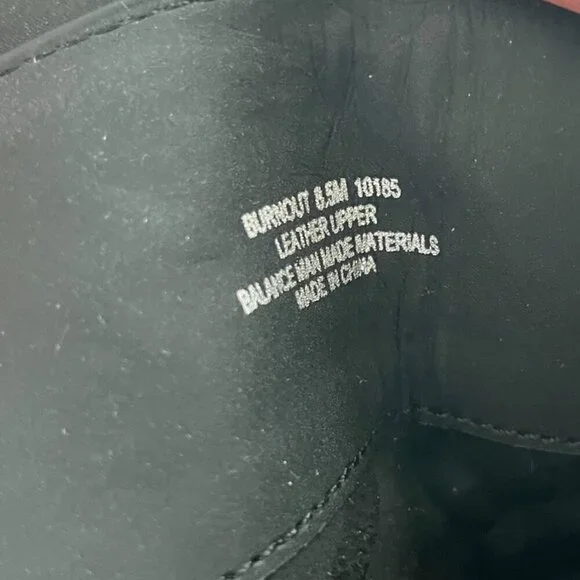 BURNOUT 8.5M 10185
LEATHER UPPER
BALANCE MAN MADE MATERIALS
MADE IN CHINA